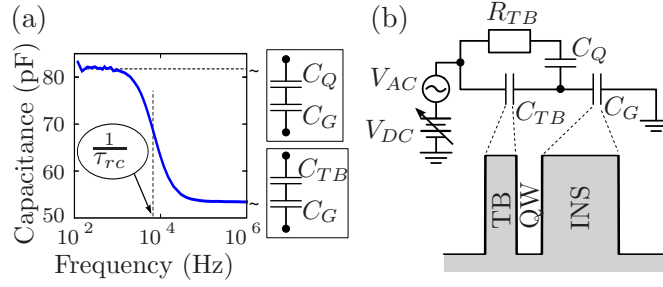 (a)
Capacitance (pF)
80
70
60
50
10^2
10^4
10^6
Frequency (Hz)
1/τ_rc
~
~
C_Q
C_G
C_TB
C_G
(b)
R_TB
C_Q
V_AC
C_TB
C_G
V_DC
TB
QW
INS